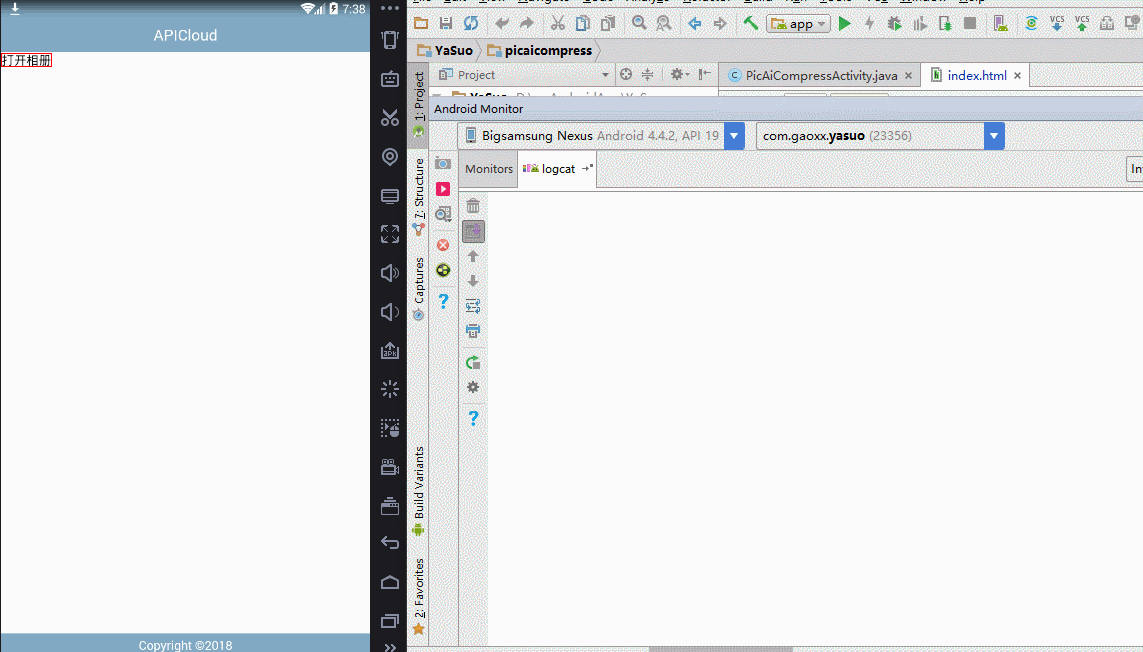 7:38
APICloud
打开相册
Copyright ©2018
app
VCS
VCS
YaSuo
picaicompress
Project
PicAiCompressActivity.java
index.html
Android Monitor
Bigsamsung Nexus Android 4.4.2, API 19
com.gaoxx.yasuo (23356)
Monitors
logcat
1: Project
7: Structure
Captures
Build Variants
2: Favorites